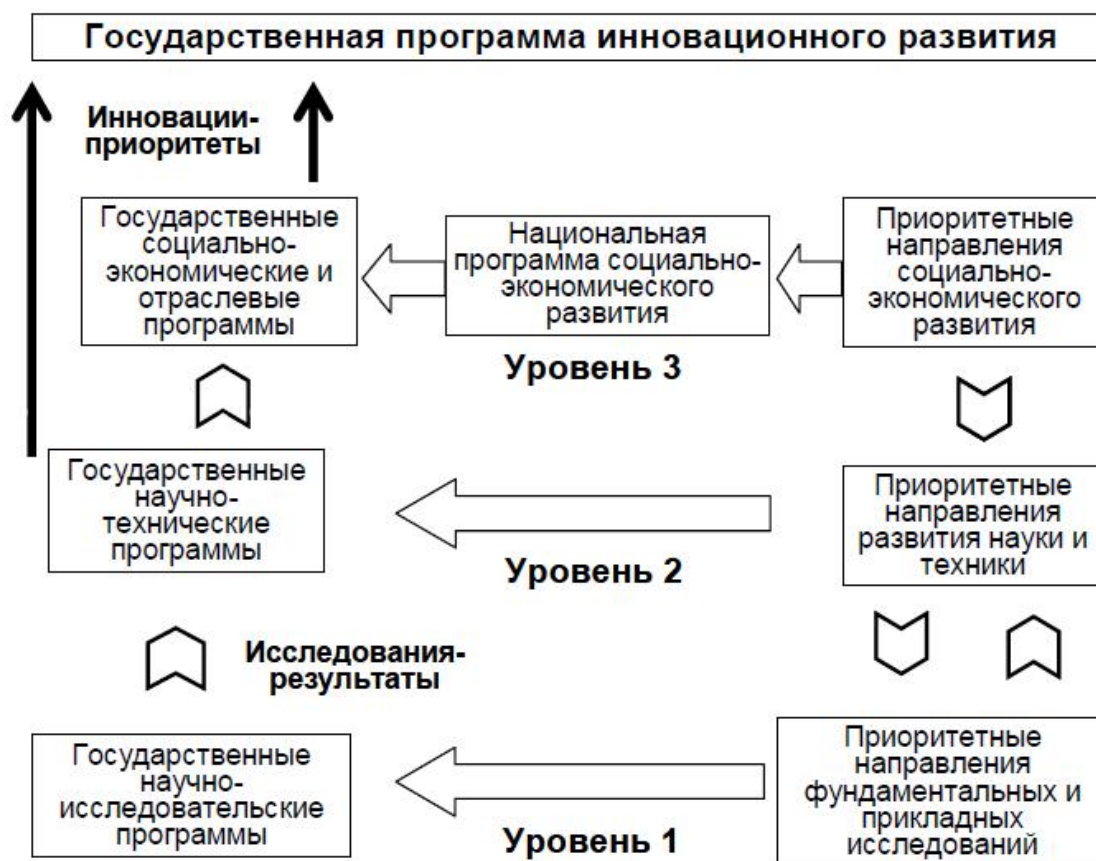 Государственная программа инновационного развития
Инновации-
приоритеты
Государственные
социально-
экономические и
отраслевые
программы
Национальная
программа социально-
экономического
развития
Приоритетные
направления
социально-
экономического
развития
Уровень 3
Государственные
научно-
технические
программы
Приоритетные
направления
развития науки и
техники
Уровень 2
Исследования-
результаты
Государственные
научно-
исследовательские
программы
Приоритетные
направления
фундаментальных и
прикладных
исследований
Уровень 1